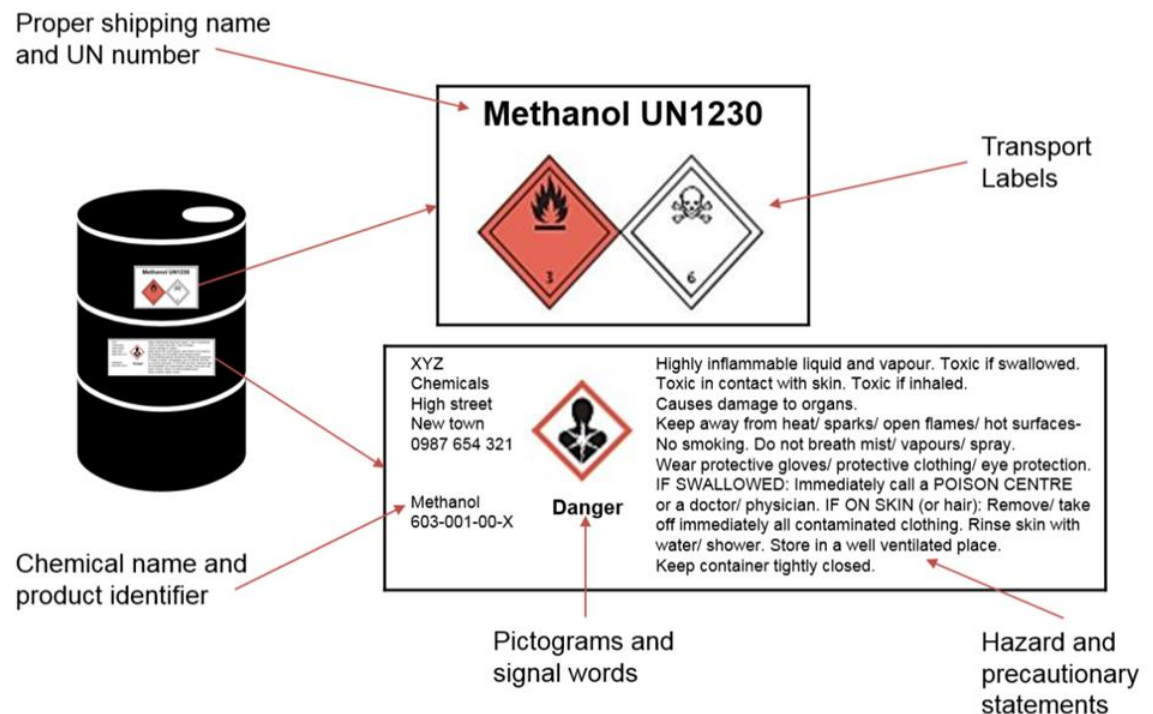 Proper shipping name
and UN number
Methanol UN1230
3
6
Transport
Labels
Methanol UN1230
XYZ
Chemicals
High street
New town
0987 654 321
Methanol
603-001-00-X
Danger
Highly inflammable liquid and vapour. Toxic if swallowed.
Toxic in contact with skin. Toxic if inhaled.
Causes damage to organs.
Keep away from heat/ sparks/ open flames/ hot surfaces-
No smoking. Do not breath mist/ vapours/ spray.
Wear protective gloves/ protective clothing/ eye protection.
IF SWALLOWED: Immediately call a POISON CENTRE
or a doctor/ physician. IF ON SKIN (or hair): Remove/ take
off immediately all contaminated clothing. Rinse skin with
water/ shower. Store in a well ventilated place.
Keep container tightly closed.
Chemical name and
product identifier
Pictograms and
signal words
Hazard and
precautionary
statements